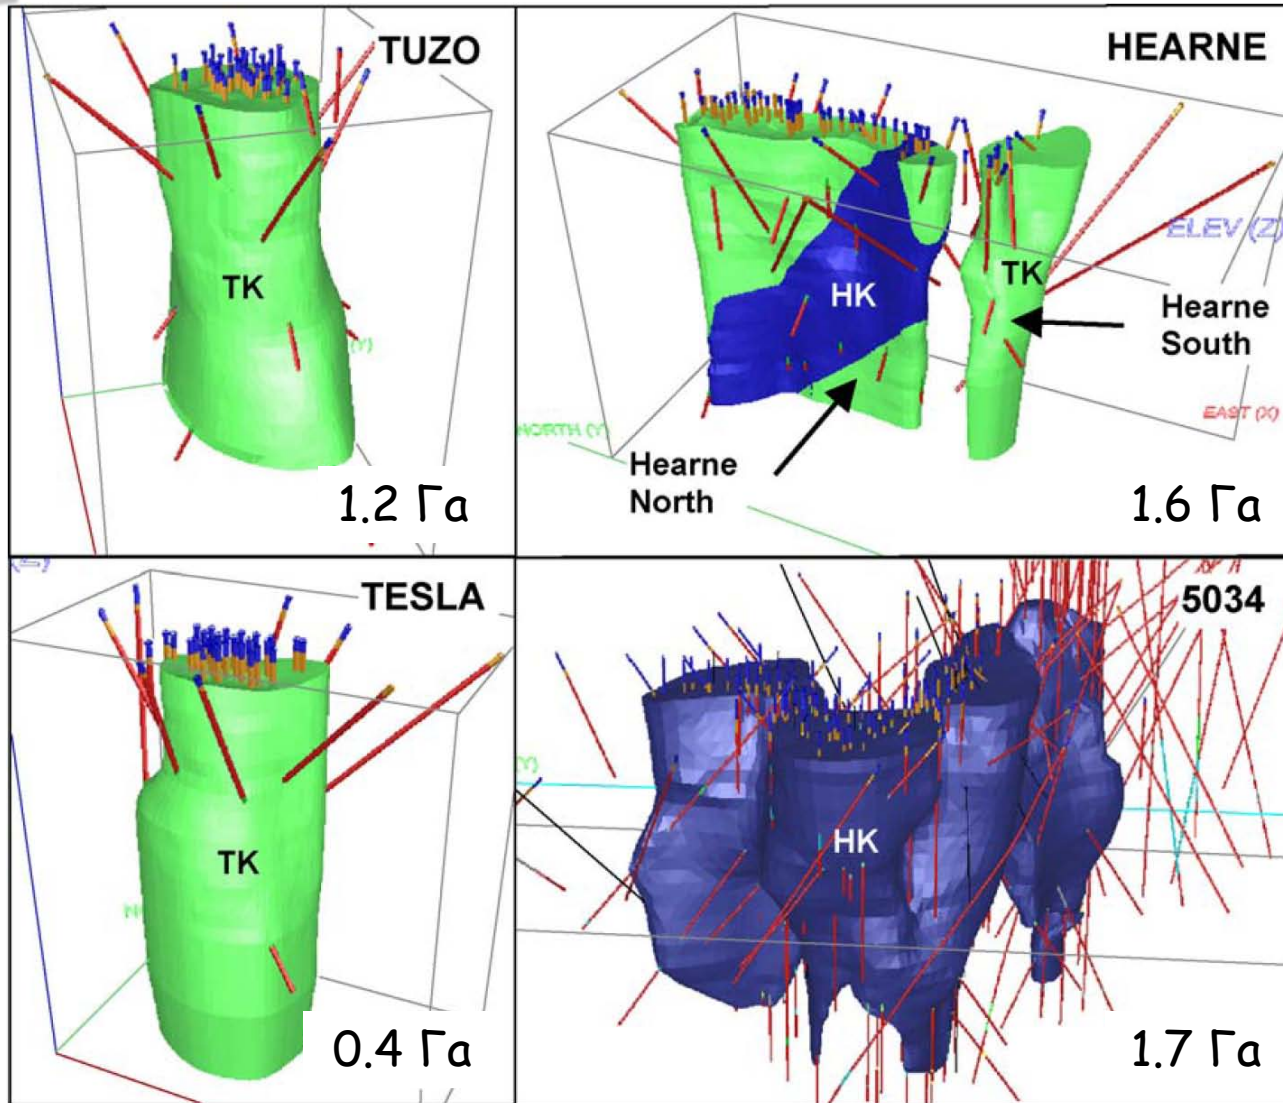 TUZO
TK
(Y)
1.2 Га
HEARNE
ELEV (Z)
HK
TK
Hearne
South
EAST (X)
NORTH (Y)
Hearne
North
1.6 Га
TESLA
TK
0.4 Га
5034
HK
1.7 Га